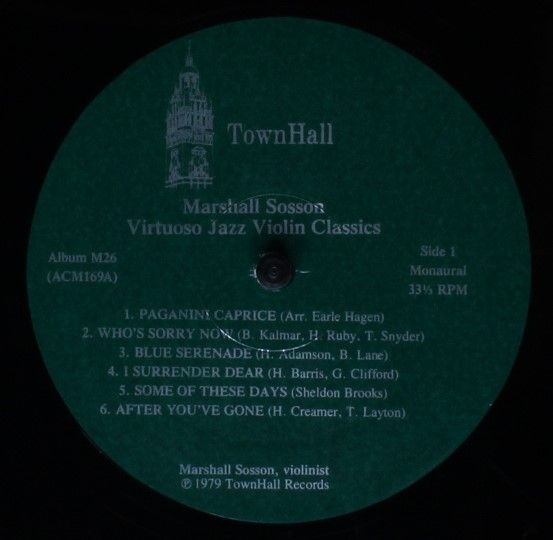 TownHall
Marshall Sosson
Virtuoso Jazz Violin Classics
Album M26
(ACM169A)
Side 1
Monaural
33⅓ RPM
1. PAGANINI CAPRICE (Arr. Earle Hagen)
2. WHO'S SORRY NOW (B. Kalmar, H. Ruby, T. Snyder)
3. BLUE SERENADE (H. Adamson, B. Lane)
4. I SURRENDER DEAR (H. Barris, G. Clifford)
5. SOME OF THESE DAYS (Sheldon Brooks)
6. AFTER YOU'VE GONE (H. Creamer, T. Layton)
Marshall Sosson, violinist
℗ 1979 TownHall Records